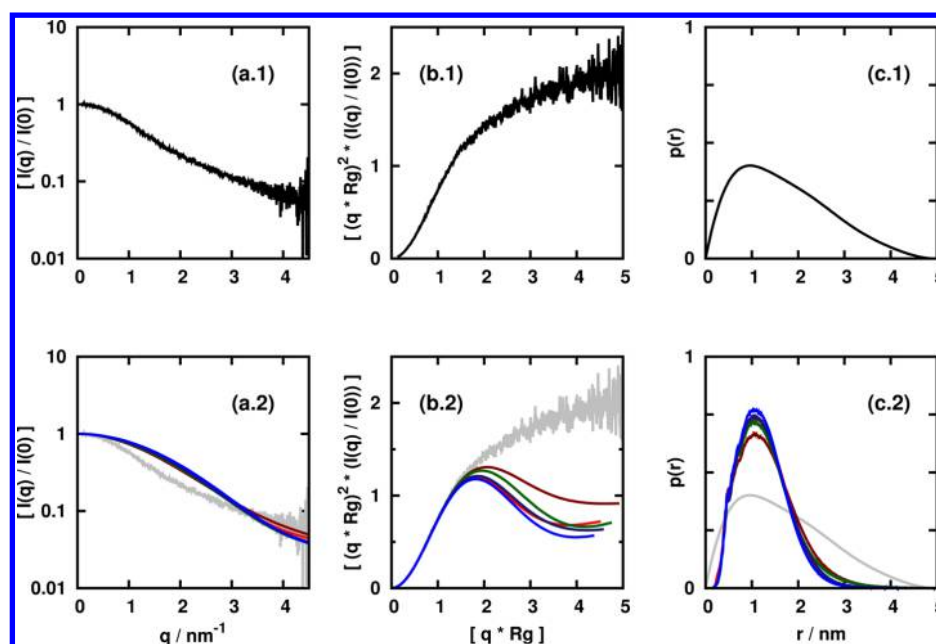 10
1
0.1
0.01
[ I(q) / I(0) ]
(a.1)
0 1 2 3 4
2
1
0
[ (q * Rg)² * (I(q) / I(0)) ]
(b.1)
0 1 2 3 4 5
1
0
p(r)
(c.1)
0 1 2 3 4 5
10
1
0.1
0.01
[ I(q) / I(0) ]
(a.2)
0 1 2 3 4
q / nm⁻¹
2
1
0
[ (q * Rg)² * (I(q) / I(0)) ]
(b.2)
0 1 2 3 4 5
[ q * Rg ]
1
0
p(r)
(c.2)
0 1 2 3 4 5
r / nm